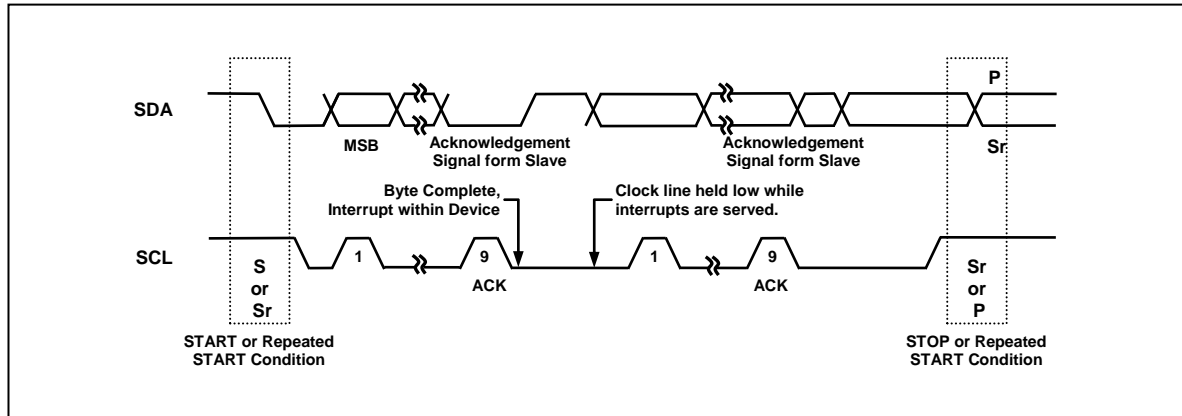 P
SDA
MSB
Acknowledgement
Signal form Slave
Acknowledgement
Signal form Slave
Sr
Byte Complete,
Interrupt within Device
Clock line held low while
interrupts are served.
SCL
1
9
1
9
ACK
ACK
S
or
Sr
Sr
or
P
START or Repeated
START Condition
STOP or Repeated
START Condition